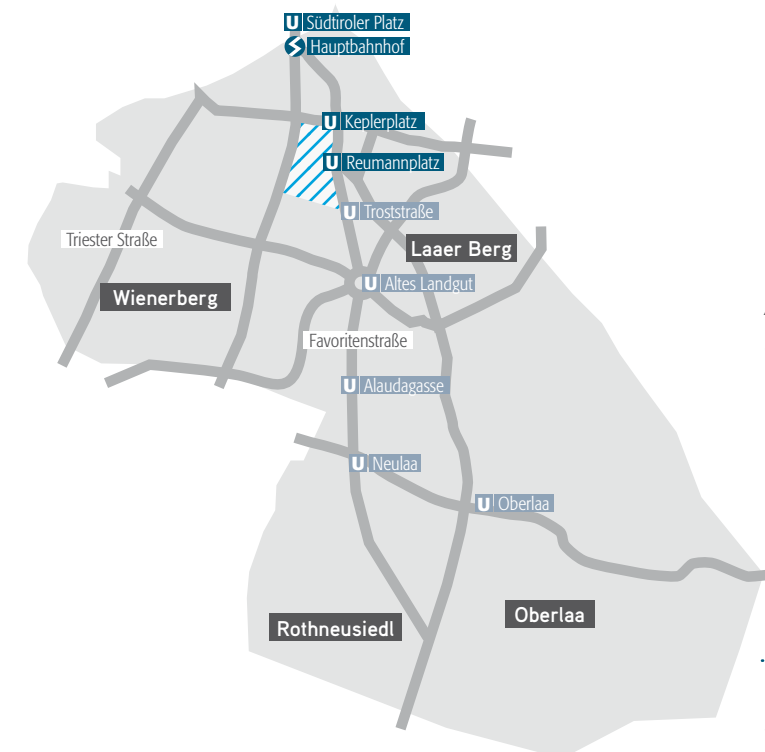 U Südtiroler Platz
Hauptbahnhof
U Keplerplatz
U Reumannplatz
U Troststraße
Triester Straße
Laaer Berg
U Altes Landgut
Wienerberg
Favoritenstraße
U Alaudagasse
U Neulaa
U Oberlaa
Oberlaa
Rothneusiedl